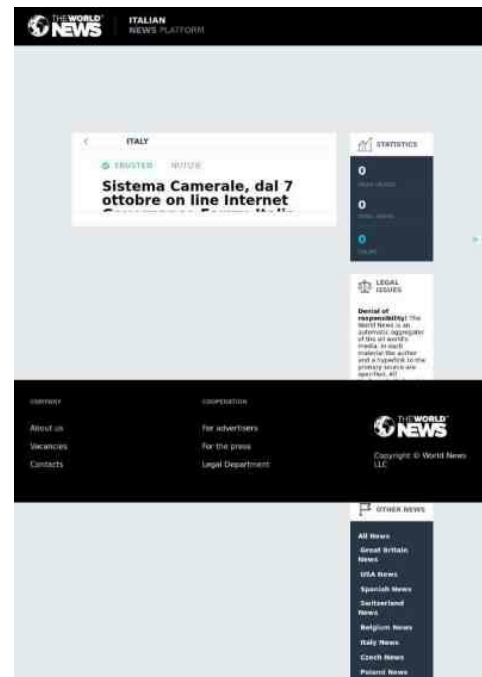 THE WORLD
NEWS
ITALIAN
NEWS PLATFORM
ITALY
TRUSTED NOTIZIE
Sistema Camerale, dal 7
ottobre on line Internet
STATISTICS
0
0
0
LEGAL
ISSUES
Denial of
responsibility! The
World News is an
automatic aggregator
of the all world's
media. In each
material the author
and a hyperlink to the
primary source are
specified. All
COMPANY
COOPERATION
About us
For advertisers
Vacancies
For the press
Contacts
Legal Department
THE WORLD
NEWS
Copyright © World News
LLC
OTHER NEWS
All News
Great Britain
News
USA News
Spanish News
Switzerland
News
Belgium News
Italy News
Czech News
Poland News